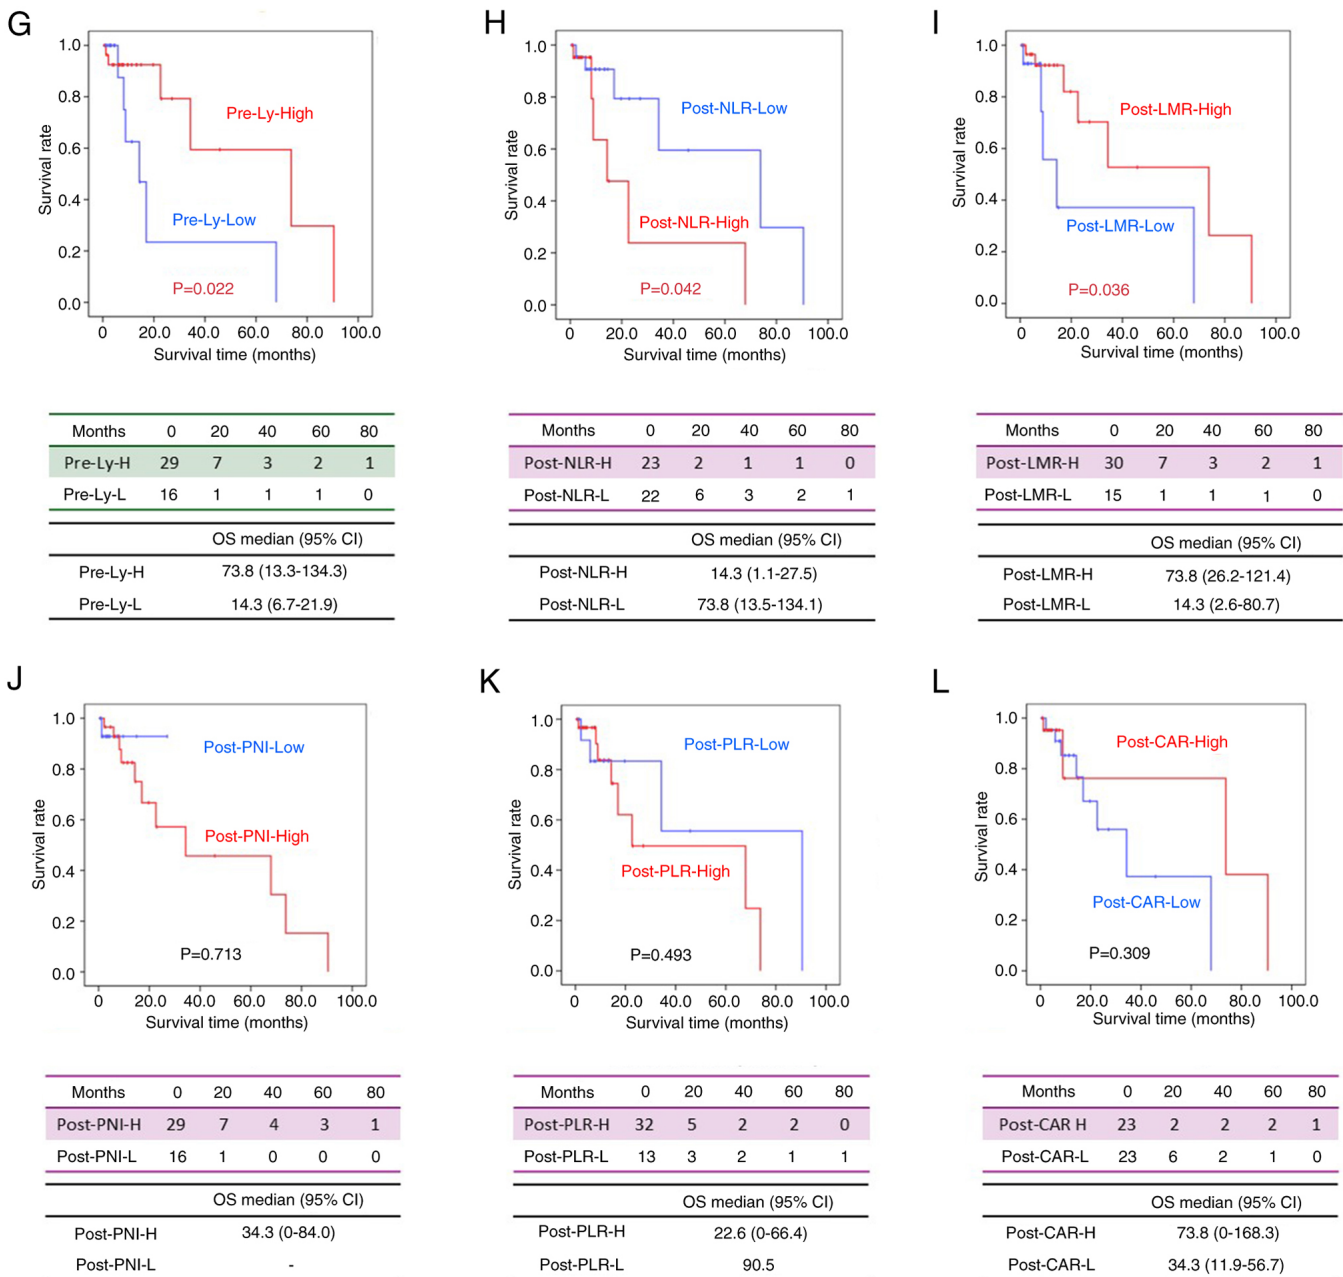 G
1.0
0.8
0.6
0.4
0.2
0.0
Survival rate
Pre-Ly-High
Pre-Ly-Low
P=0.022
0 20.0 40.0 60.0 80.0 100.0
Survival time (months)
Months 0 20 40 60 80
Pre-Ly-H 29 7 3 2 1
Pre-Ly-L 16 1 1 1 0
OS median (95% CI)
Pre-Ly-H 73.8 (13.3-134.3)
Pre-Ly-L 14.3 (6.7-21.9)
H
1.0
0.8
0.6
0.4
0.2
0.0
Survival rate
Post-NLR-Low
Post-NLR-High
P=0.042
0 20.0 40.0 60.0 80.0 100.0
Survival time (months)
Months 0 20 40 60 80
Post-NLR-H 23 2 1 1 0
Post-NLR-L 22 6 3 2 1
OS median (95% CI)
Post-NLR-H 14.3 (1.1-27.5)
Post-NLR-L 73.8 (13.5-134.1)
I
1.0
0.8
0.6
0.4
0.2
0.0
Survival rate
Post-LMR-High
Post-LMR-Low
P=0.036
0 20.0 40.0 60.0 80.0 100.0
Survival time (months)
Months 0 20 40 60 80
Post-LMR-H 30 7 3 2 1
Post-LMR-L 15 1 1 1 0
OS median (95% CI)
Post-LMR-H 73.8 (26.2-121.4)
Post-LMR-L 14.3 (2.6-80.7)
J
1.0
0.8
0.6
0.4
0.2
0.0
Survival rate
Post-PNI-Low
Post-PNI-High
P=0.713
0 20.0 40.0 60.0 80.0 100.0
Survival time (months)
Months 0 20 40 60 80
Post-PNI-H 29 7 4 3 1
Post-PNI-L 16 1 0 0 0
OS median (95% CI)
Post-PNI-H 34.3 (0-84.0)
Post-PNI-L -
K
1.0
0.8
0.6
0.4
0.2
0.0
Survival rate
Post-PLR-Low
Post-PLR-High
P=0.493
0 20.0 40.0 60.0 80.0 100.0
Survival time (months)
Months 0 20 40 60 80
Post-PLR-H 32 5 2 2 0
Post-PLR-L 13 3 2 1 1
OS median (95% CI)
Post-PLR-H 22.6 (0-66.4)
Post-PLR-L 90.5
L
1.0
0.8
0.6
0.4
0.2
0.0
Survival rate
Post-CAR-High
Post-CAR-Low
P=0.309
0 20.0 40.0 60.0 80.0 100.0
Survival time (months)
Months 0 20 40 60 80
Post-CAR H 23 2 2 2 1
Post-CAR-L 23 6 2 1 0
OS median (95% CI)
Post-CAR-H 73.8 (0-168.3)
Post-CAR-L 34.3 (11.9-56.7)